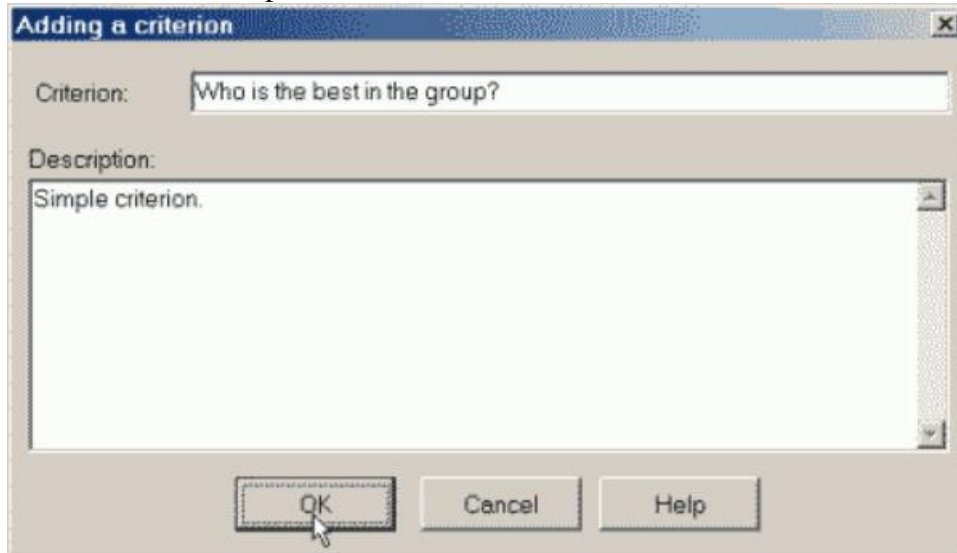 Adding a criterion
Criterion: Who is the best in the group?
Description:
Simple criterion.
OK Cancel Help